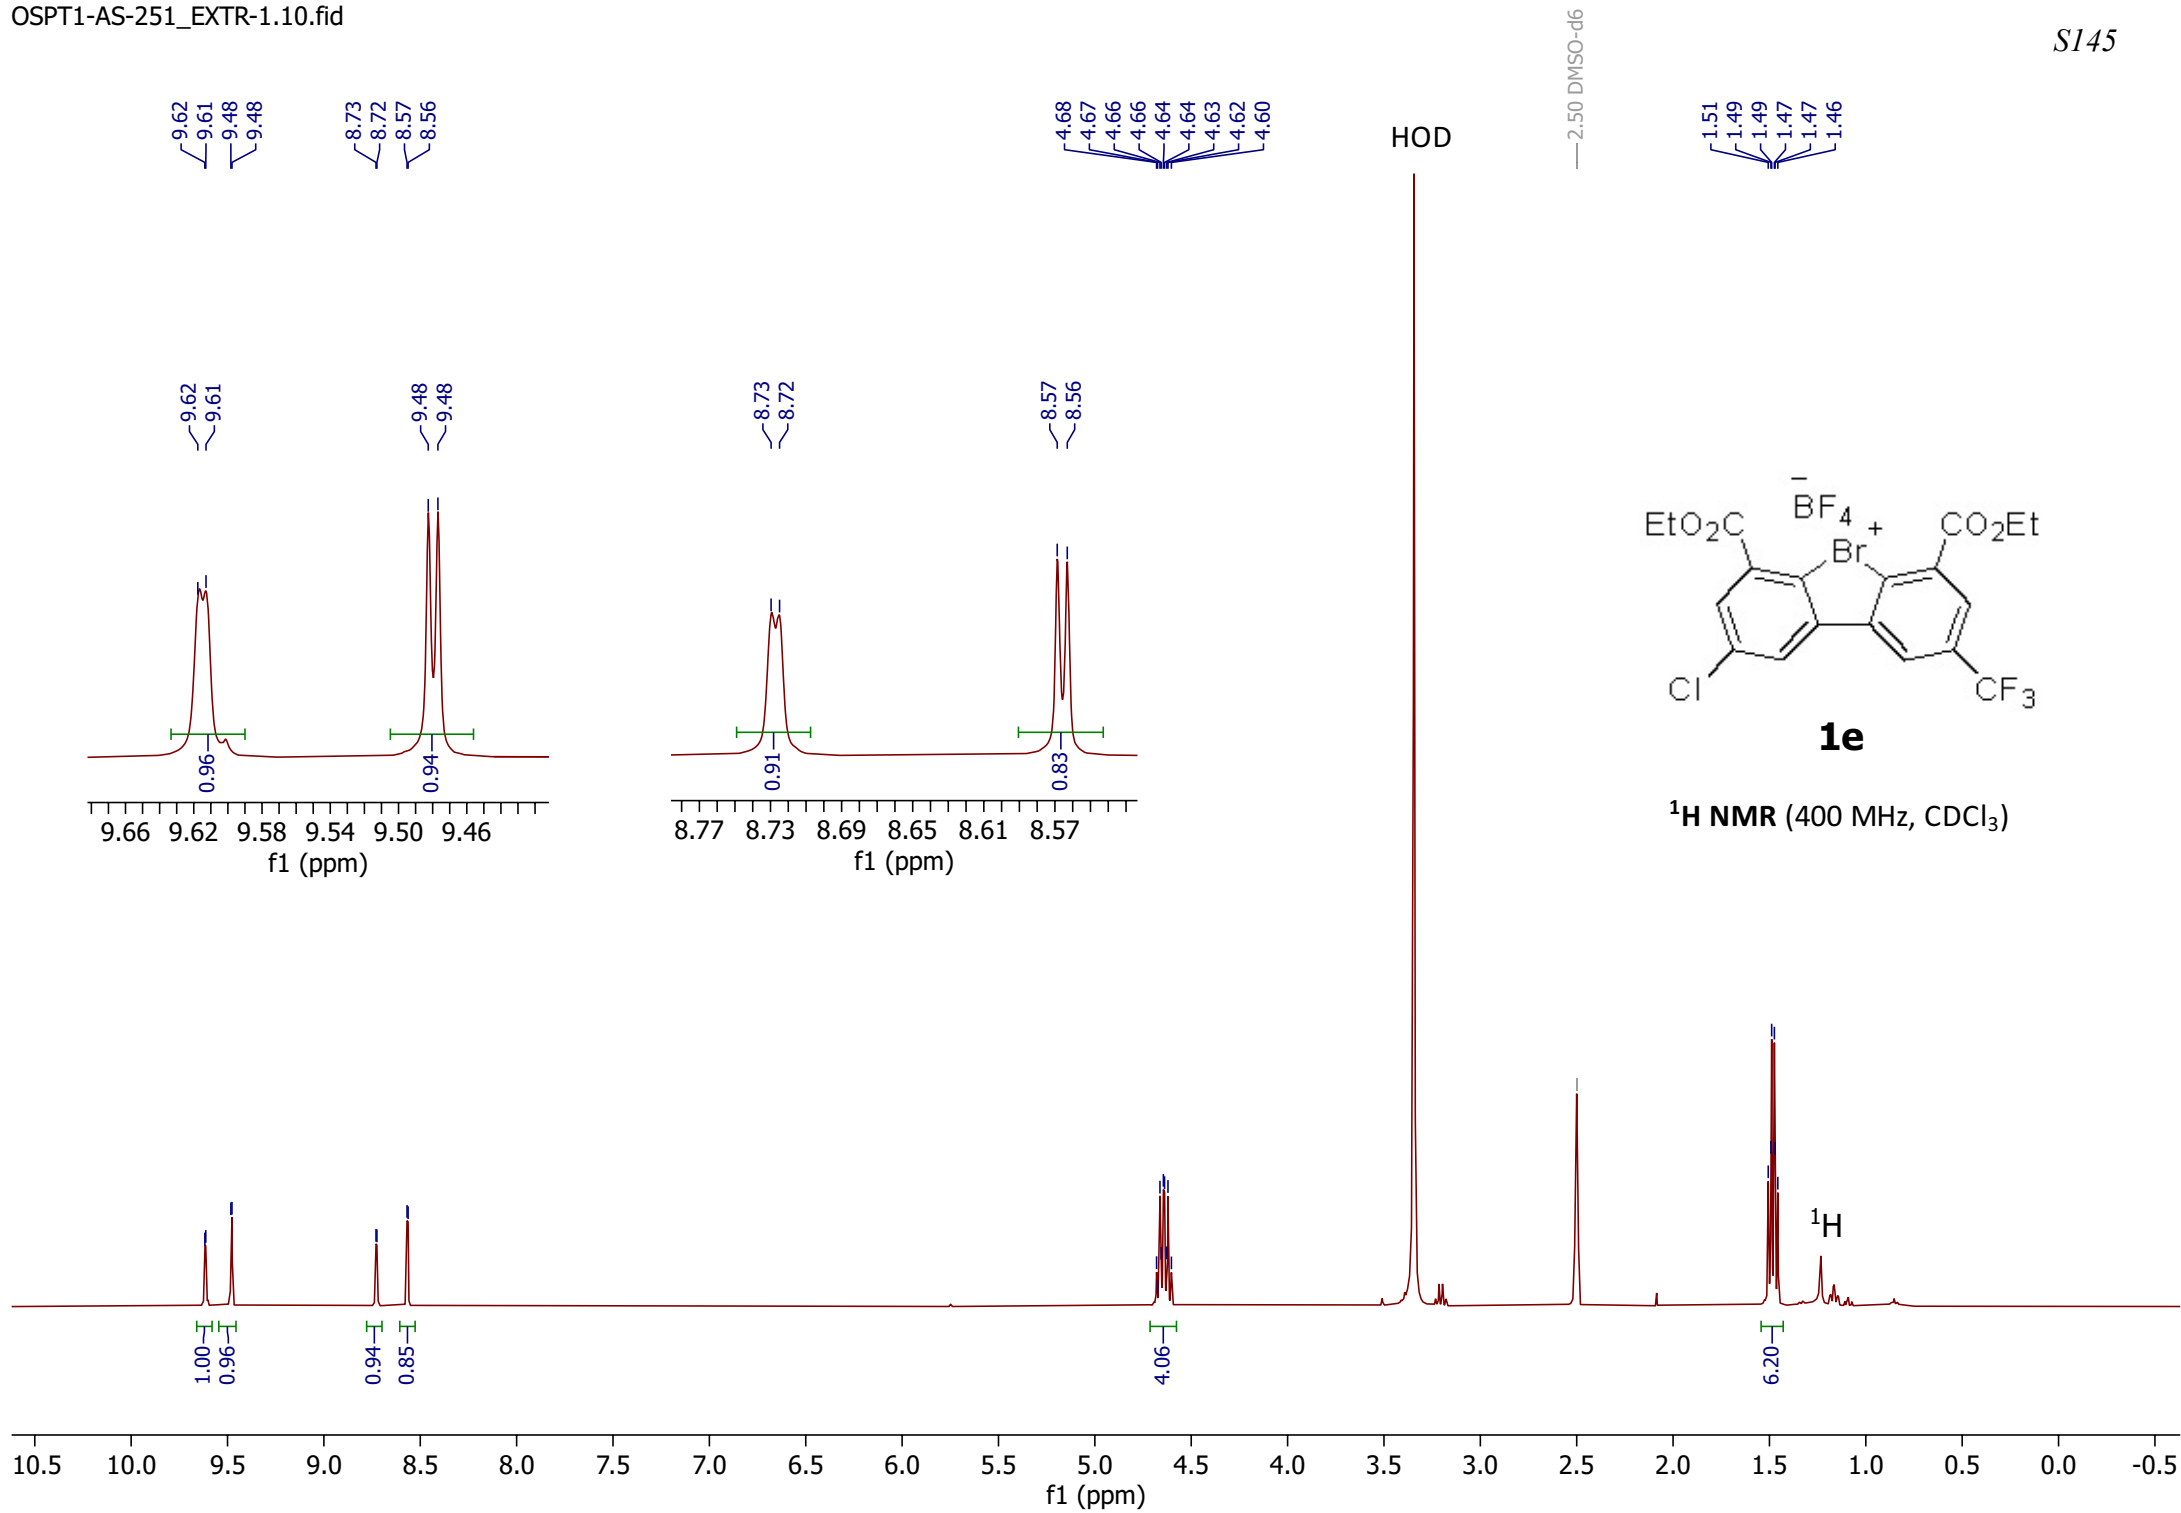 OSPT1-AS-251_EXTR-1.10.fid
S145
9.62
9.61
9.48
9.48
8.73
8.72
8.57
8.56
4.68
4.67
4.66
4.66
4.64
4.64
4.63
4.62
4.60
HOD
2.50 DMSO-d6
1.51
1.49
1.49
1.47
1.47
1.46
9.62
9.61
9.48
9.48
8.73
8.72
8.57
8.56
0.96
0.94
9.66 9.62 9.58 9.54 9.50 9.46
f1 (ppm)
0.91
0.83
8.77 8.73 8.69 8.65 8.61 8.57
f1 (ppm)
BF4 −
EtO2C Br + CO2Et
Cl CF3
1e
1H NMR (400 MHz, CDCl3)
1H
1.00
0.96
0.94
0.85
4.06
6.20
10.5 10.0 9.5 9.0 8.5 8.0 7.5 7.0 6.5 6.0 5.5 5.0 4.5 4.0 3.5 3.0 2.5 2.0 1.5 1.0 0.5 0.0 -0.5
f1 (ppm)